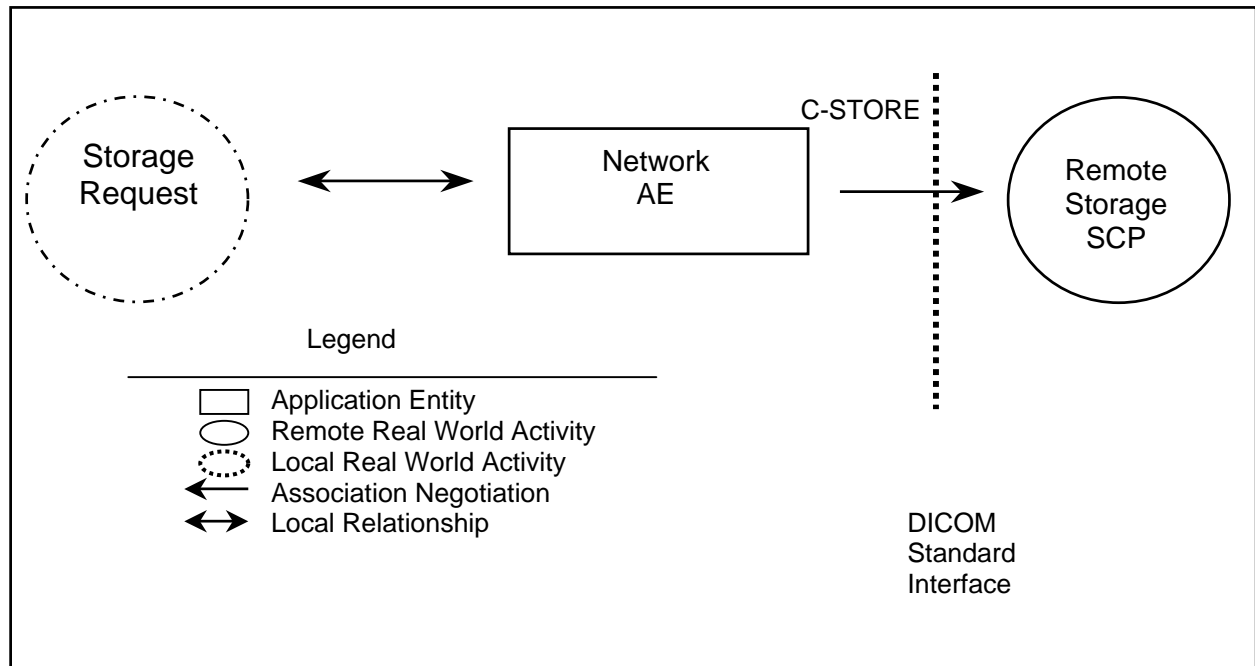 Storage
Request
Network
AE
C-STORE
Remote
Storage
SCP
Legend
Application Entity
Remote Real World Activity
Local Real World Activity
Association Negotiation
Local Relationship
DICOM
Standard
Interface